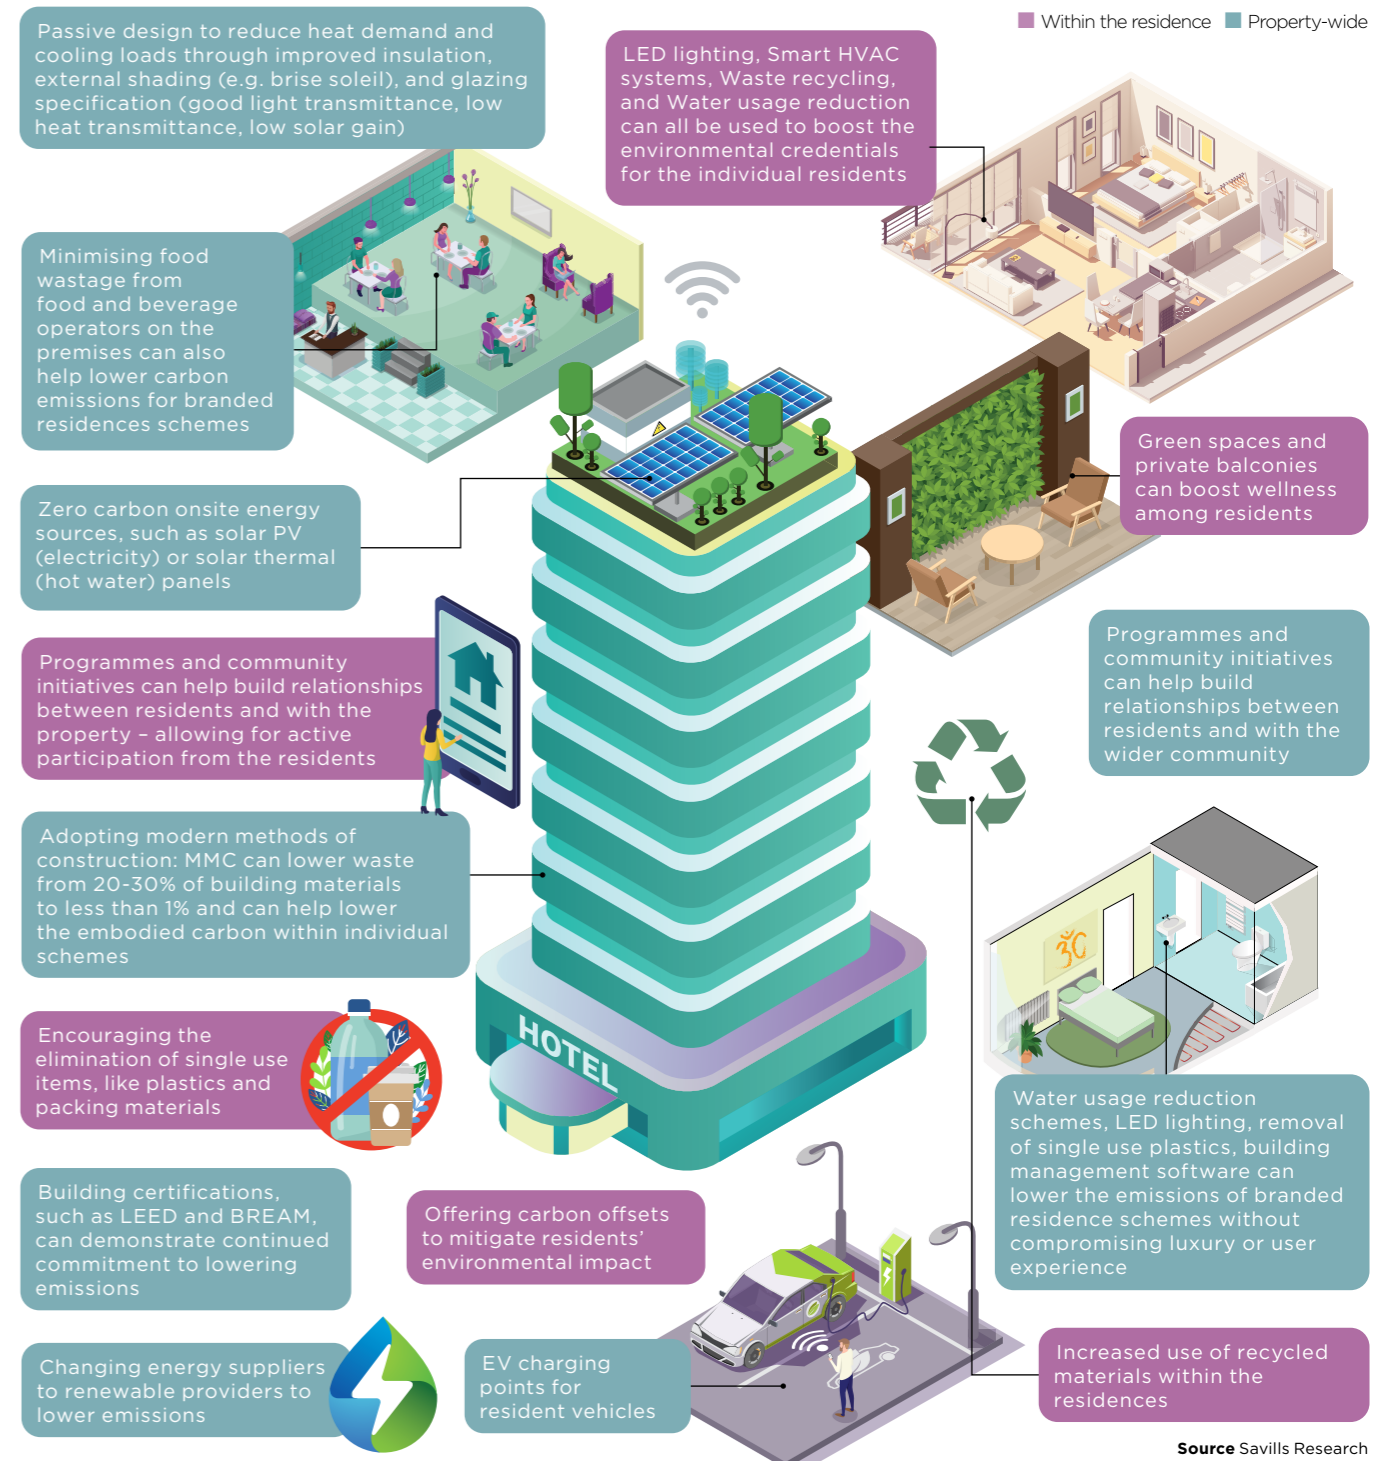 Within the residence
Property-wide
Passive design to reduce heat demand and
cooling loads through improved insulation,
external shading (e.g. brise soleil), and glazing
specification (good light transmittance, low
heat transmittance, low solar gain)
LED lighting, Smart HVAC
systems, Waste recycling,
and Water usage reduction
can all be used to boost the
environmental credentials
for the individual residents
Minimising food
wastage from
food and beverage
operators on the
premises can also
help lower carbon
emissions for branded
residences schemes
Green spaces and
private balconies
can boost wellness
among residents
Zero carbon onsite energy
sources, such as solar PV
(electricity) or solar thermal
(hot water) panels
Programmes and
community initiatives
can help build
relationships between
residents and with the
wider community
Programmes and community
initiatives can help build relationships
between residents and with the
property – allowing for active
participation from the residents
Adopting modern methods of
construction: MMC can lower waste
from 20-30% of building materials
to less than 1% and can help lower
the embodied carbon within individual
schemes
ॐ
HOTEL
Encouraging the
elimination of single use
items, like plastics and
packing materials
Water usage reduction
schemes, LED lighting, removal
of single use plastics, building
management software can
lower the emissions of branded
residence schemes without
compromising luxury or user
experience
Building certifications,
such as LEED and BREAM,
can demonstrate continued
commitment to lowering
emissions
Offering carbon offsets
to mitigate residents’
environmental impact
Changing energy suppliers
to renewable providers to
lower emissions
EV charging
points for
resident vehicles
Increased use of recycled
materials within the
residences
Source Savills Research